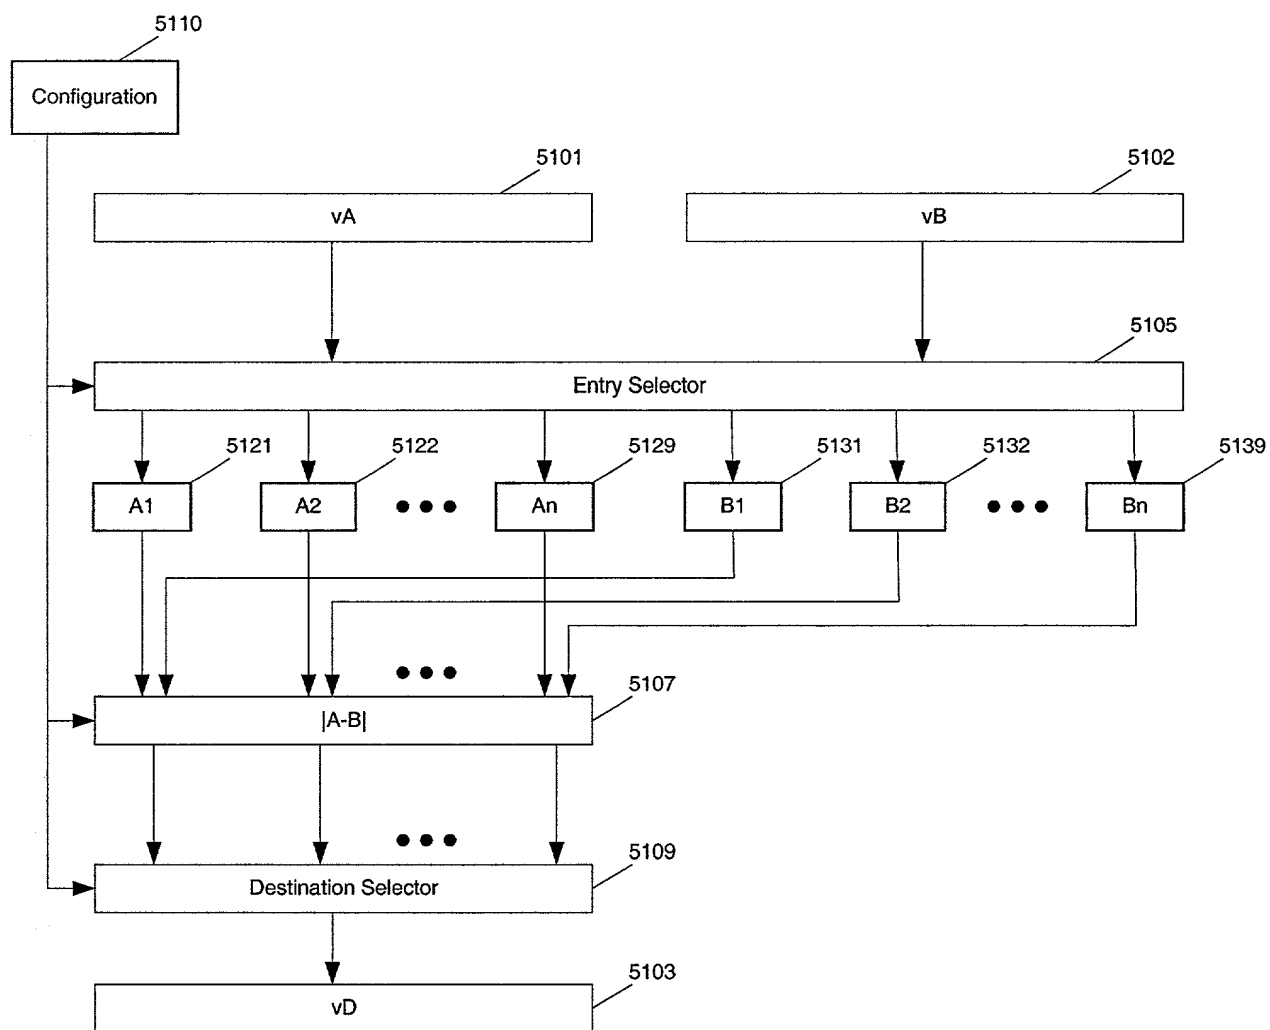 5110
Configuration
5101
5102
vA
vB
5105
Entry Selector
5121
5122
5129
5131
5132
5139
A1
A2
An
B1
B2
Bn
5107
|A-B|
5109
Destination Selector
5103
vD